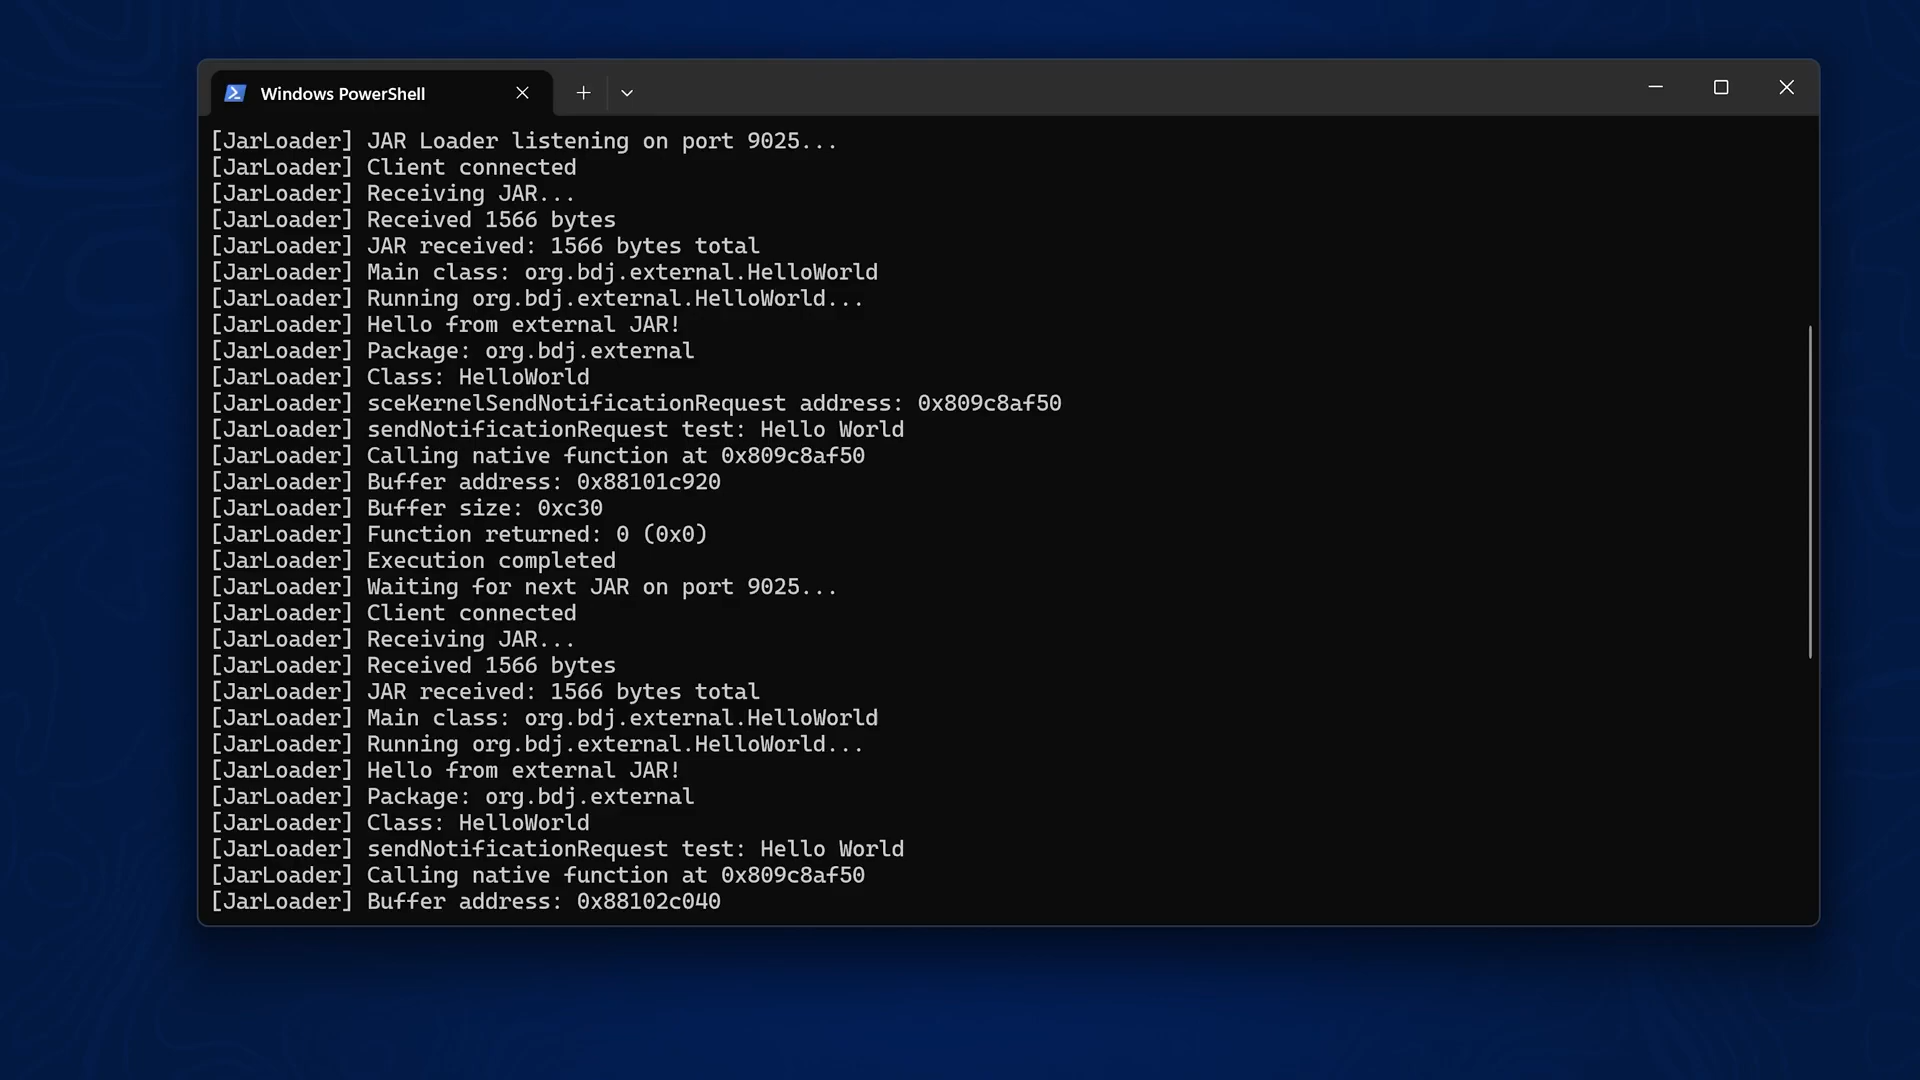 Windows PowerShell
[JarLoader] JAR Loader listening on port 9025...
[JarLoader] Client connected
[JarLoader] Receiving JAR...
[JarLoader] Received 1566 bytes
[JarLoader] JAR received: 1566 bytes total
[JarLoader] Main class: org.bdj.external.HelloWorld
[JarLoader] Running org.bdj.external.HelloWorld...
[JarLoader] Hello from external JAR!
[JarLoader] Package: org.bdj.external
[JarLoader] Class: HelloWorld
[JarLoader] sceKernelSendNotificationRequest address: 0x809c8af50
[JarLoader] sendNotificationRequest test: Hello World
[JarLoader] Calling native function at 0x809c8af50
[JarLoader] Buffer address: 0x88101c920
[JarLoader] Buffer size: 0xc30
[JarLoader] Function returned: 0 (0x0)
[JarLoader] Execution completed
[JarLoader] Waiting for next JAR on port 9025...
[JarLoader] Client connected
[JarLoader] Receiving JAR...
[JarLoader] Received 1566 bytes
[JarLoader] JAR received: 1566 bytes total
[JarLoader] Main class: org.bdj.external.HelloWorld
[JarLoader] Running org.bdj.external.HelloWorld...
[JarLoader] Hello from external JAR!
[JarLoader] Package: org.bdj.external
[JarLoader] Class: HelloWorld
[JarLoader] sendNotificationRequest test: Hello World
[JarLoader] Calling native function at 0x809c8af50
[JarLoader] Buffer address: 0x88102c040